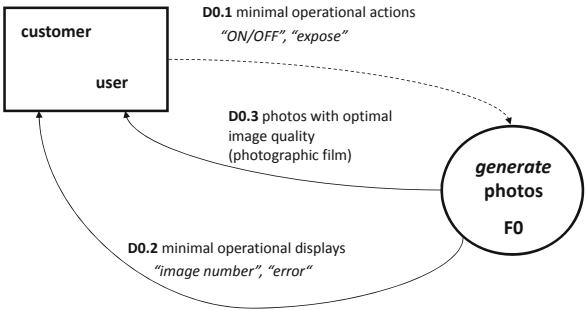 customer
user
D0.1 minimal operational actions
“ON/OFF”, “expose”
D0.3 photos with optimal
image quality
(photographic film)
generate
photos
F0
D0.2 minimal operational displays
“image number”, “error“